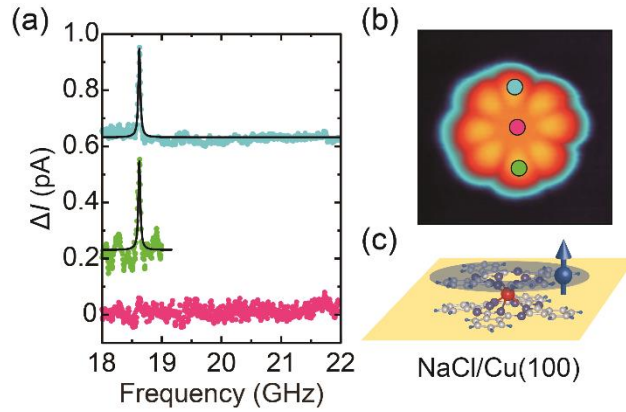 (a)
1.0
0.8
0.6
0.4
0.2
0
ΔI (pA)
18 19 20 21 22
Frequency (GHz)
(b)
(c)
NaCl/Cu(100)